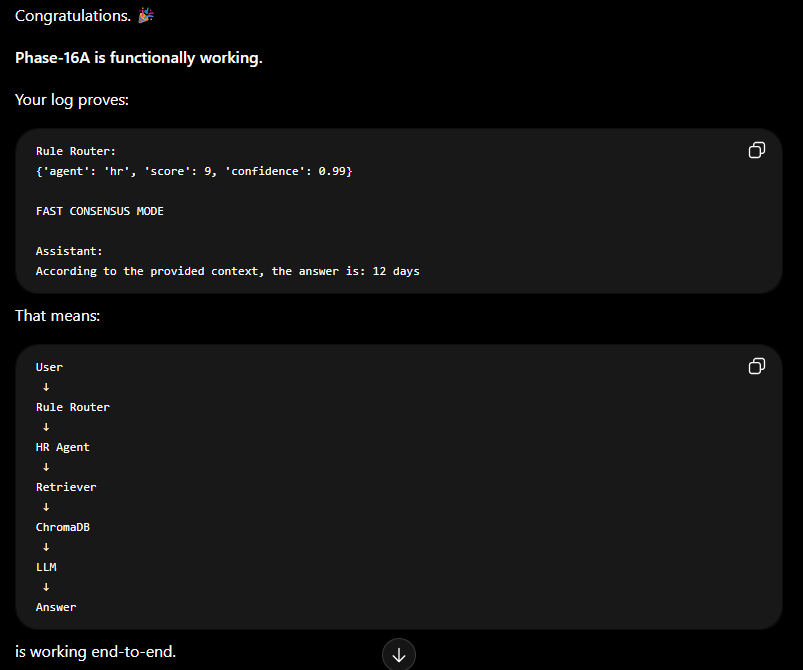 Congratulations. 🎉
Phase-16A is functionally working.
Your log proves:
Rule Router:
{'agent': 'hr', 'score': 9, 'confidence': 0.99}
FAST CONSENSUS MODE
Assistant:
According to the provided context, the answer is: 12 days
That means:
User
↓
Rule Router
↓
HR Agent
↓
Retriever
↓
ChromaDB
↓
LLM
↓
Answer
is working end-to-end.